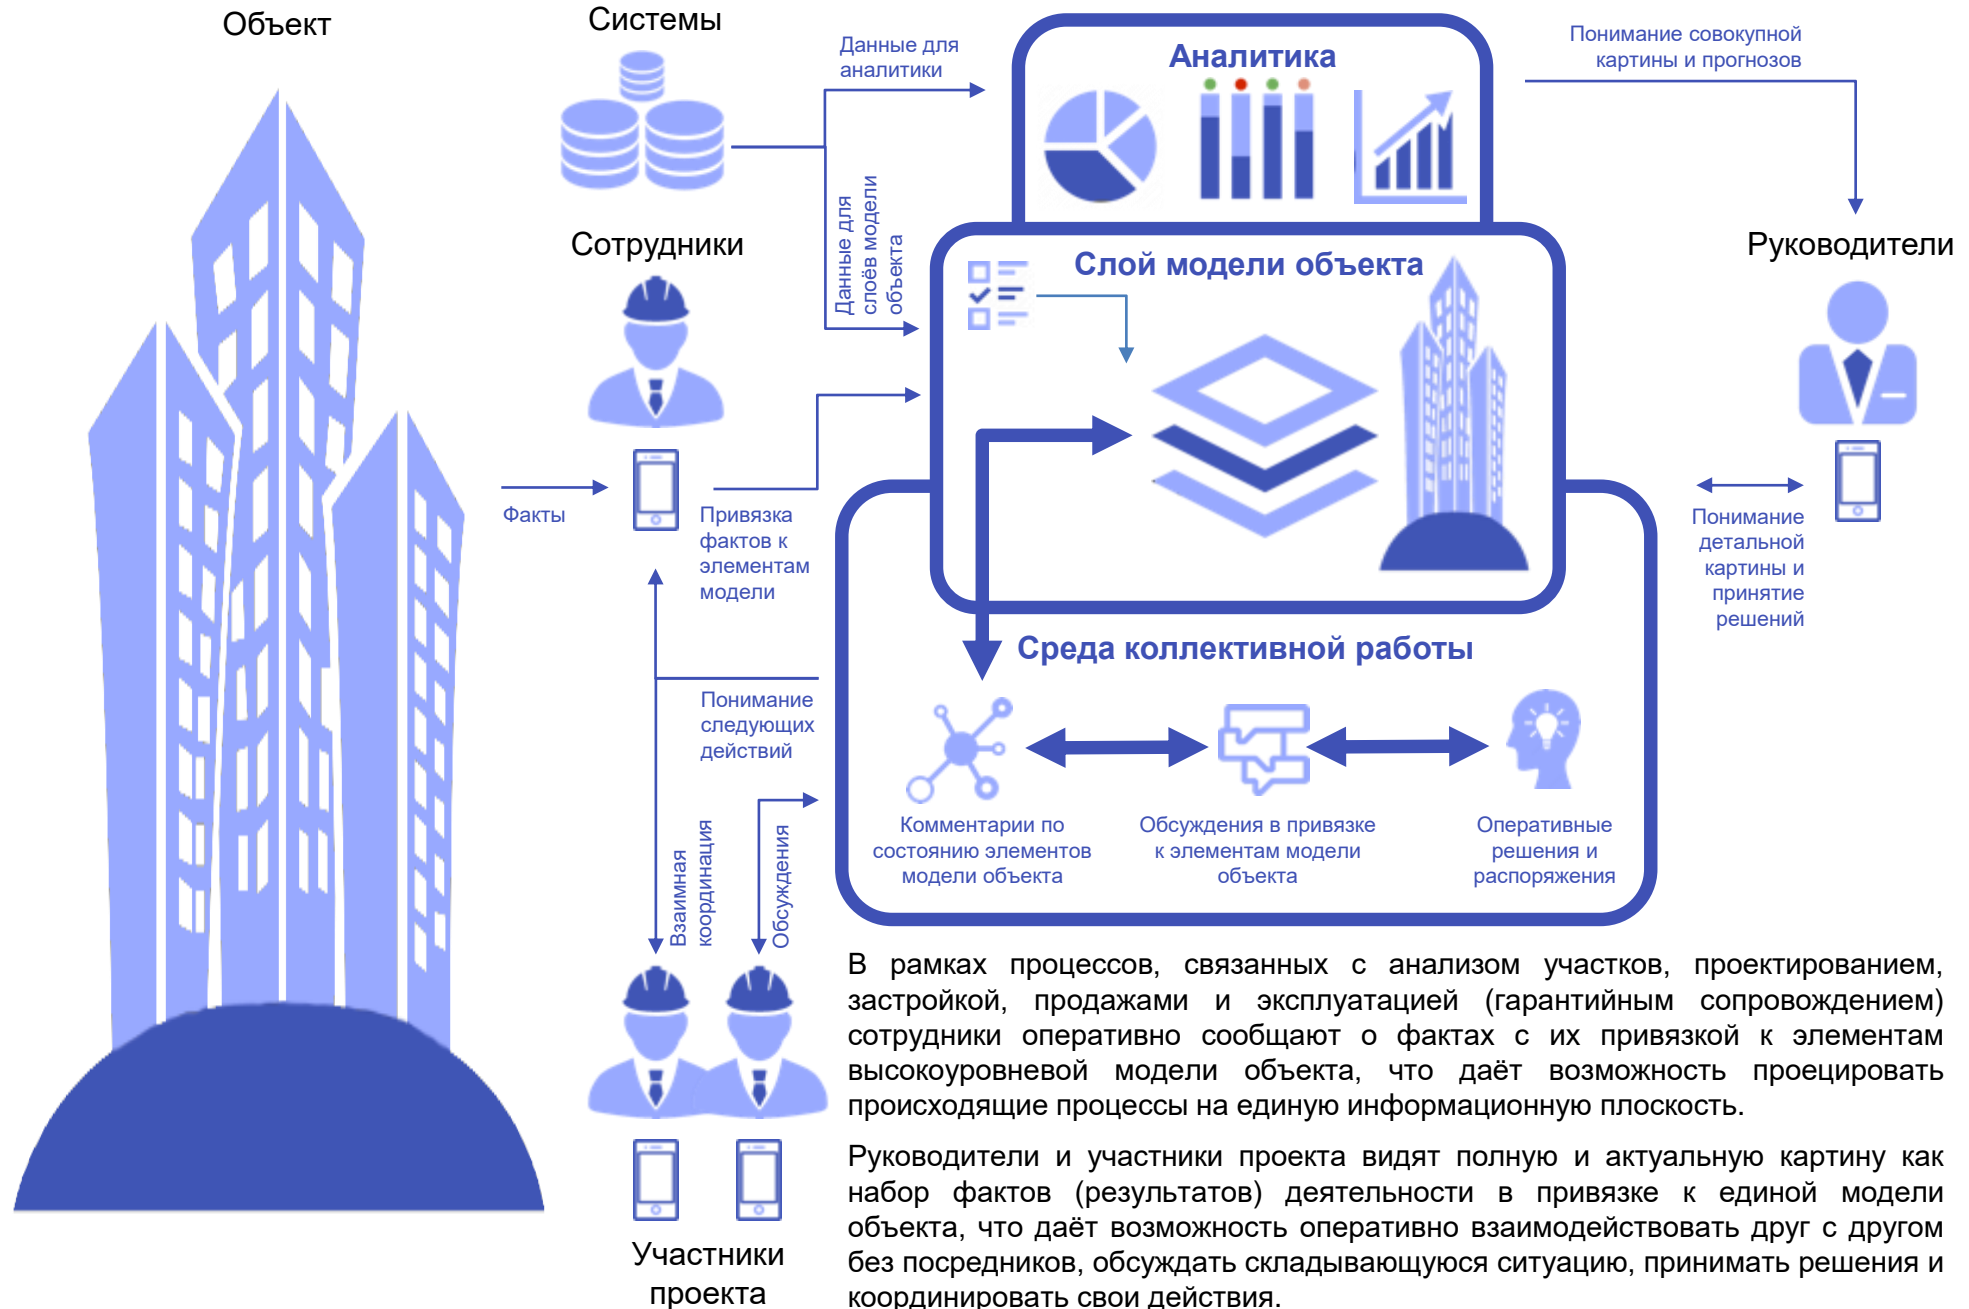 Объект
Системы
Данные для
аналитики
Аналитика
Понимание совокупной
картины и прогнозов
Данные для
слоёв модели
объекта
Сотрудники
Слой модели объекта
Руководители
Факты
Привязка
фактов к
элементам
модели
Понимание
детальной
картины и
принятие
решений
Среда коллективной работы
Понимание
следующих
действий
Взаимная
координация
Обсуждения
Комментарии по
состоянию элементов
модели объекта
Обсуждения в привязке
к элементам модели
объекта
Оперативные
решения и
распоряжения
В рамках процессов, связанных с анализом участков, проектированием,
застройкой, продажами и эксплуатацией (гарантийным сопровождением)
сотрудники оперативно сообщают о фактах с их привязкой к элементам
высокоуровневой модели объекта, что даёт возможность проецировать
происходящие процессы на единую информационную плоскость.
Руководители и участники проекта видят полную и актуальную картину как
набор фактов (результатов) деятельности в привязке к единой модели
объекта, что даёт возможность оперативно взаимодействовать друг с другом
без посредников, обсуждать складывающуюся ситуацию, принимать решения и
координировать свои действия.
Участники
проекта